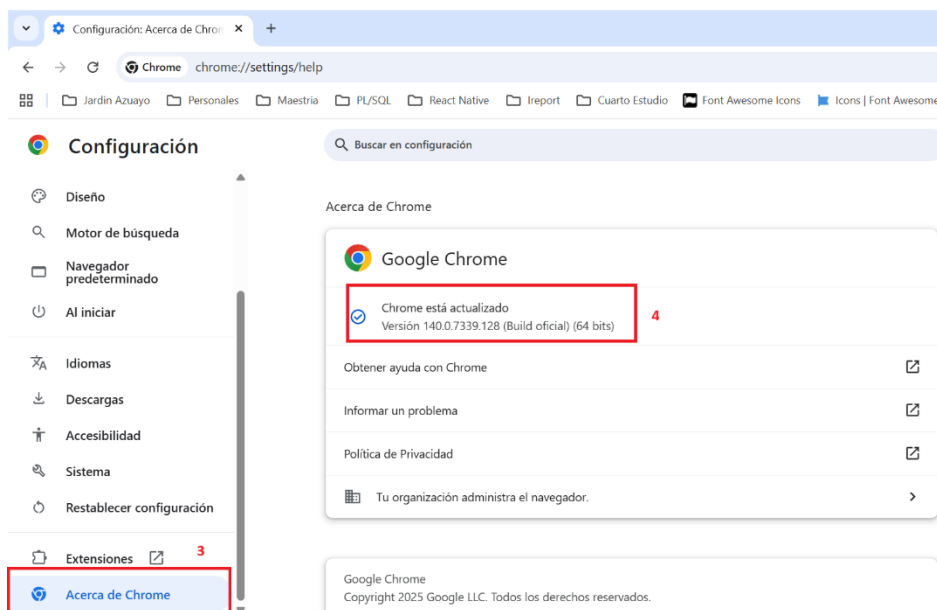 Configuración: Acerca de Chron
Chrome chrome://settings/help
Jardin Azuayo Personales Maestria PL/SQL React Native Ireport Cuarto Estudio Font Awesome Icons Icons | Font Awesome
Configuración
Buscar en configuración
Diseño
Motor de búsqueda
Navegador
predeterminado
Al iniciar
Idiomas
Descargas
Accesibilidad
Sistema
Restablecer configuración
Extensiones 3
Acerca de Chrome
Acerca de Chrome
Google Chrome
Chrome está actualizado 4
Versión 140.0.7339.128 (Build oficial) (64 bits)
Obtener ayuda con Chrome
Informar un problema
Política de Privacidad
Tu organización administra el navegador.
Google Chrome
Copyright 2025 Google LLC. Todos los derechos reservados.